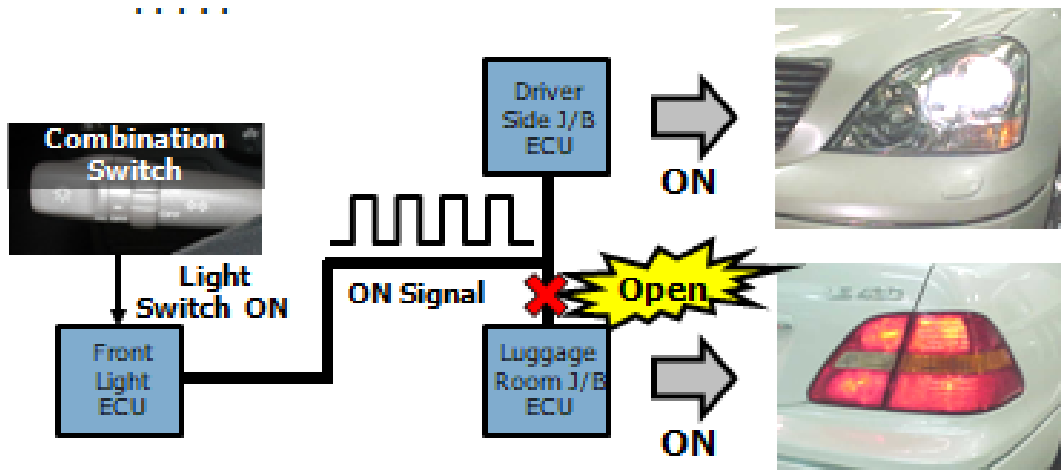 Driver
Side J/B
ECU
Combination
Switch
ON
Light
Switch ON
ON Signal
Open
Front
Light
ECU
Luggage
Room J/B
ECU
ON